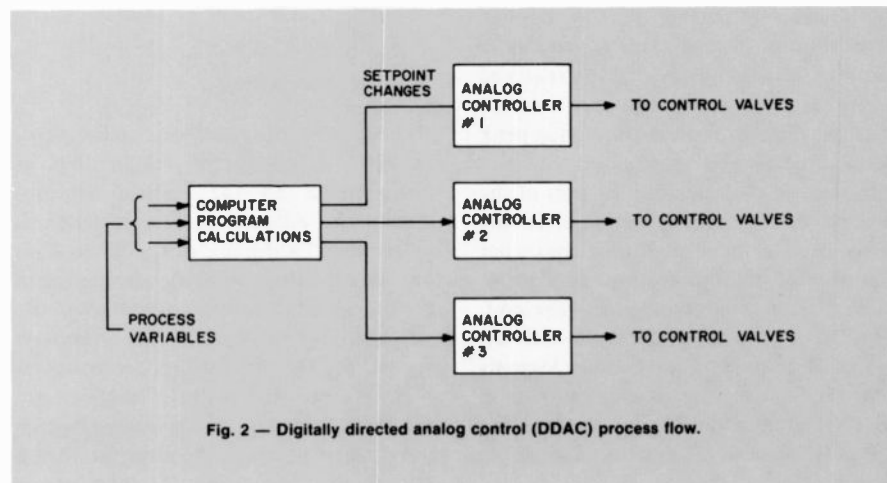 SETPOINT
CHANGES
ANALOG
CONTROLLER
#1
TO CONTROL VALVES
COMPUTER
PROGRAM
CALCULATIONS
ANALOG
CONTROLLER
#2
TO CONTROL VALVES
PROCESS
VARIABLES
ANALOG
CONTROLLER
#3
TO CONTROL VALVES
Fig. 2 — Digitally directed analog control (DDAC) process flow.